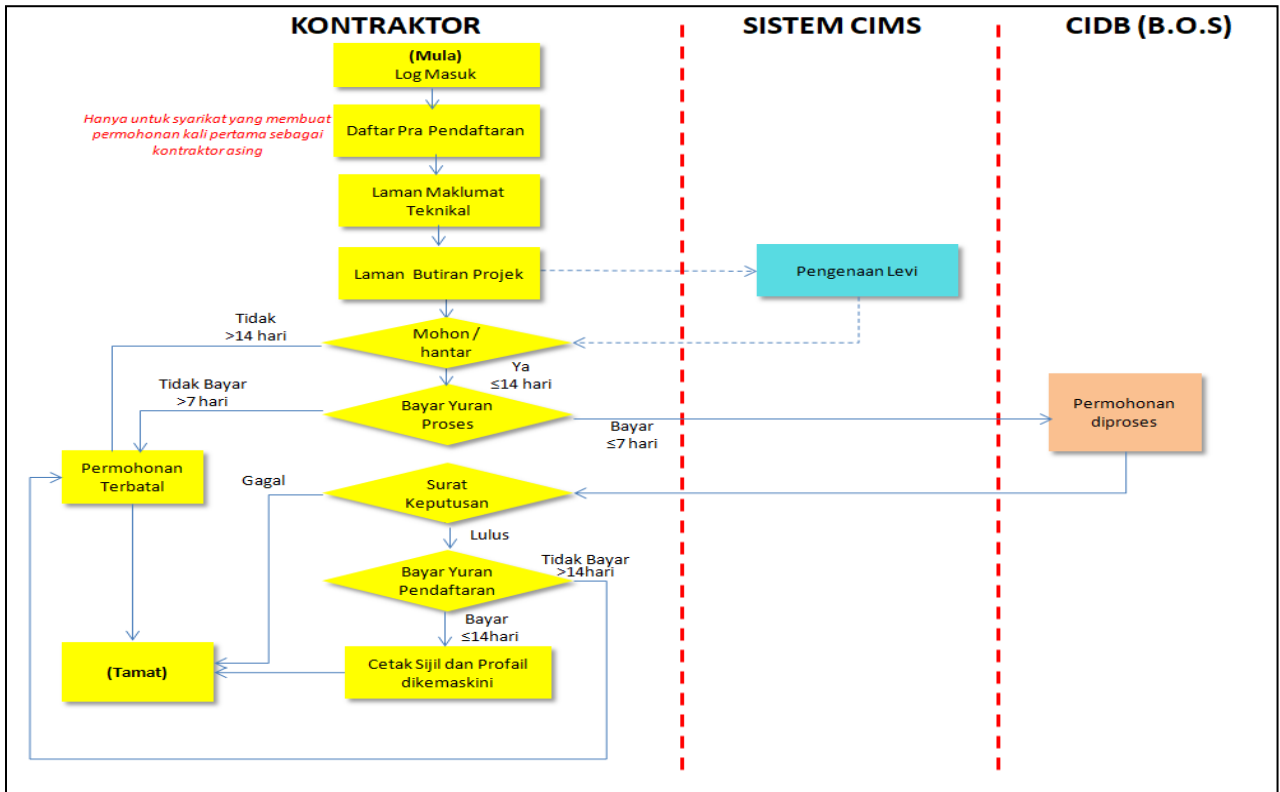 KONTRAKTOR
SISTEM CIMS
CIDB (B.O.S)
(Mula)
Log Masuk
Hanya untuk syarikat yang membuat
permohonan kali pertama sebagai
kontraktor asing
Daftar Pra Pendaftaran
Laman Maklumat
Teknikal
Laman Butiran Projek
Pengenaan Levi
Tidak
>14 hari
Mohon /
hantar
Ya
≤14 hari
Tidak Bayar
>7 hari
Bayar Yuran
Proses
Bayar
≤7 hari
Permohonan
diproses
Permohonan
Terbatal
Gagal
Surat
Keputusan
Lulus
Bayar Yuran
Pendaftaran
Tidak Bayar
>14hari
Bayar
≤14hari
(Tamat)
Cetak Sijil dan Profail
dikemaskini